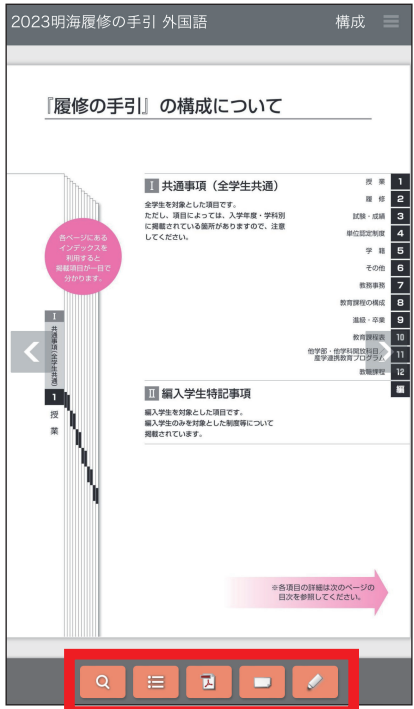 2023明海履修の手引 外国語
構成
『履修の手引』の構成について
各ページにある
インデックスを
利用すると
掲載項目が一目で
分かります。
I
共通事項（全学生共通）
1
授業
I 共通事項（全学生共通）
全学生を対象とした項目です。
ただし、項目によっては、入学年度・学科別
に掲載されている箇所がありますので、注意
してください。
授 業 1
履 修 2
試験・成績 3
単位認定制度 4
学 籍 5
その他 6
教務事務 7
教育課程の構成 8
進級・卒業 9
教育課程表 10
他学部・他学科開放科目／
産学連携教育プログラム 11
教職課程 12
編
II 編入学生特記事項
編入学生を対象とした項目です。
編入学生のみを対象とした制度等について
掲載されています。
※各項目の詳細は次のページの
目次を参照してください。